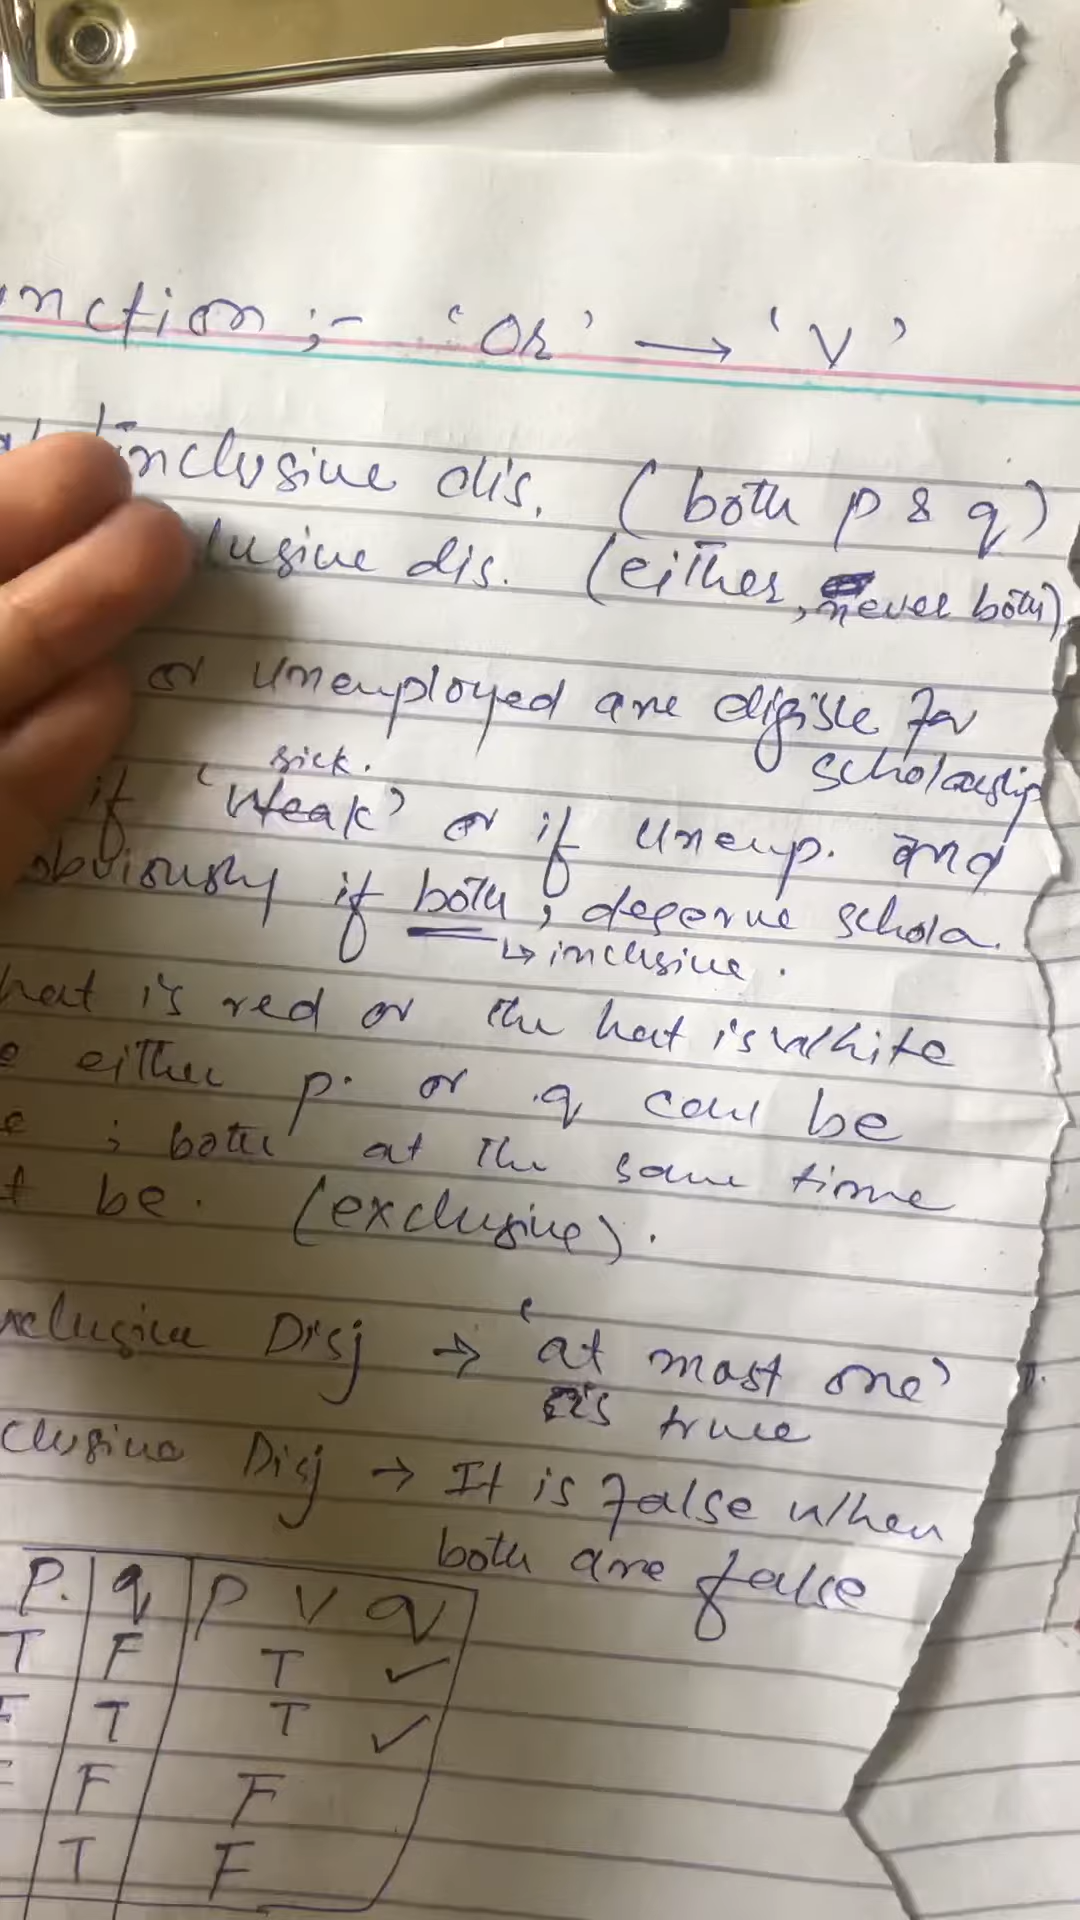 nction ;- 'Or' → 'V'
inclusive dis. (both p & q)
lusive dis. (either, never both)
or unemployed are eligible for
scholarship
sick.
if 'Weak' or if unemp. and
obviously if both, deserve schola.
↳ inclusive.
hat is red or the hat is white
e either p. or q can be
e ; both at the same time
t be. (exclusive).
xclusive Disj → 'at most one'
is true
clusive Disj → It is false when
both are false
P. q P V q
T F T ✓
F T T ✓
F F F
T F